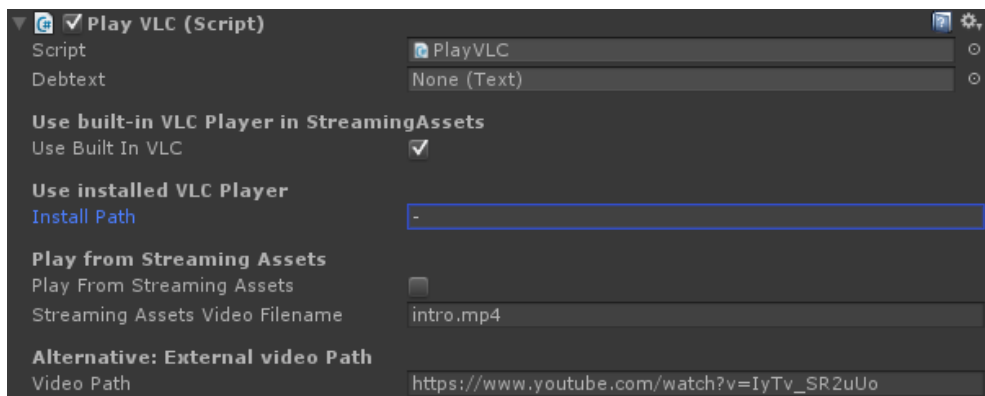 Play VLC (Script)
Script PlayVLC
Debtext None (Text)
Use built-in VLC Player in StreamingAssets
Use Built In VLC
Use installed VLC Player
Install Path -
Play from Streaming Assets
Play From Streaming Assets
Streaming Assets Video Filename intro.mp4
Alternative: External video Path
Video Path https://www.youtube.com/watch?v=IyTv_SR2uUo